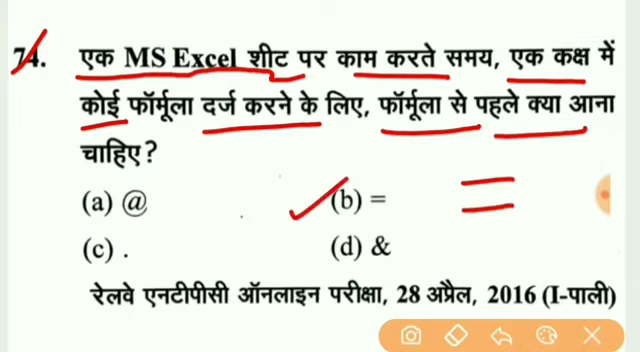 74. एक MS Excel शीट पर काम करते समय, एक कक्ष में
कोई फॉर्मूला दर्ज करने के लिए, फॉर्मूला से पहले क्या आना
चाहिए?
(a) @ (b) =
(c) . (d) &
रेलवे एनटीपीसी ऑनलाइन परीक्षा, 28 अप्रैल, 2016 (I-पाली)